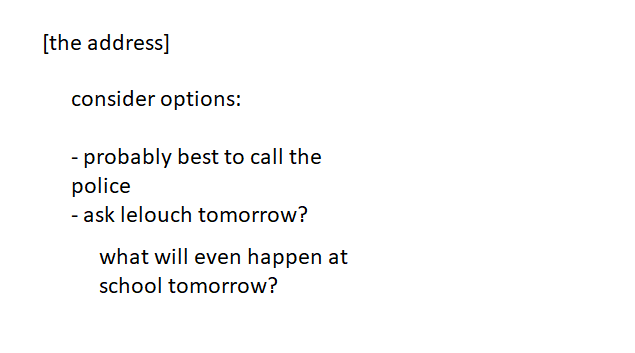 [the address]
consider options:
- probably best to call the
police
- ask lelouch tomorrow?
what will even happen at
school tomorrow?